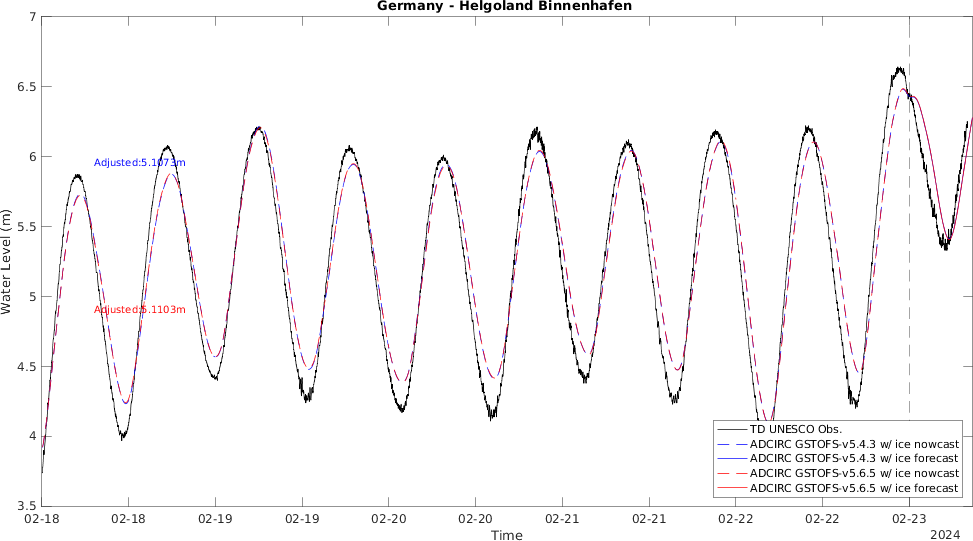 Germany - Helgoland Binnenhafen
7
6.5
6
5.5
5
4.5
4
3.5
Water Level (m)
Adjusted:5.1073m
Adjusted:5.1103m
TD UNESCO Obs.
ADCIRC GSTOFS-v5.4.3 w/ ice nowcast
ADCIRC GSTOFS-v5.4.3 w/ ice forecast
ADCIRC GSTOFS-v5.6.5 w/ ice nowcast
ADCIRC GSTOFS-v5.6.5 w/ ice forecast
02-18 02-18 02-19 02-19 02-20 02-20 02-21 02-21 02-22 02-22 02-23
Time
2024